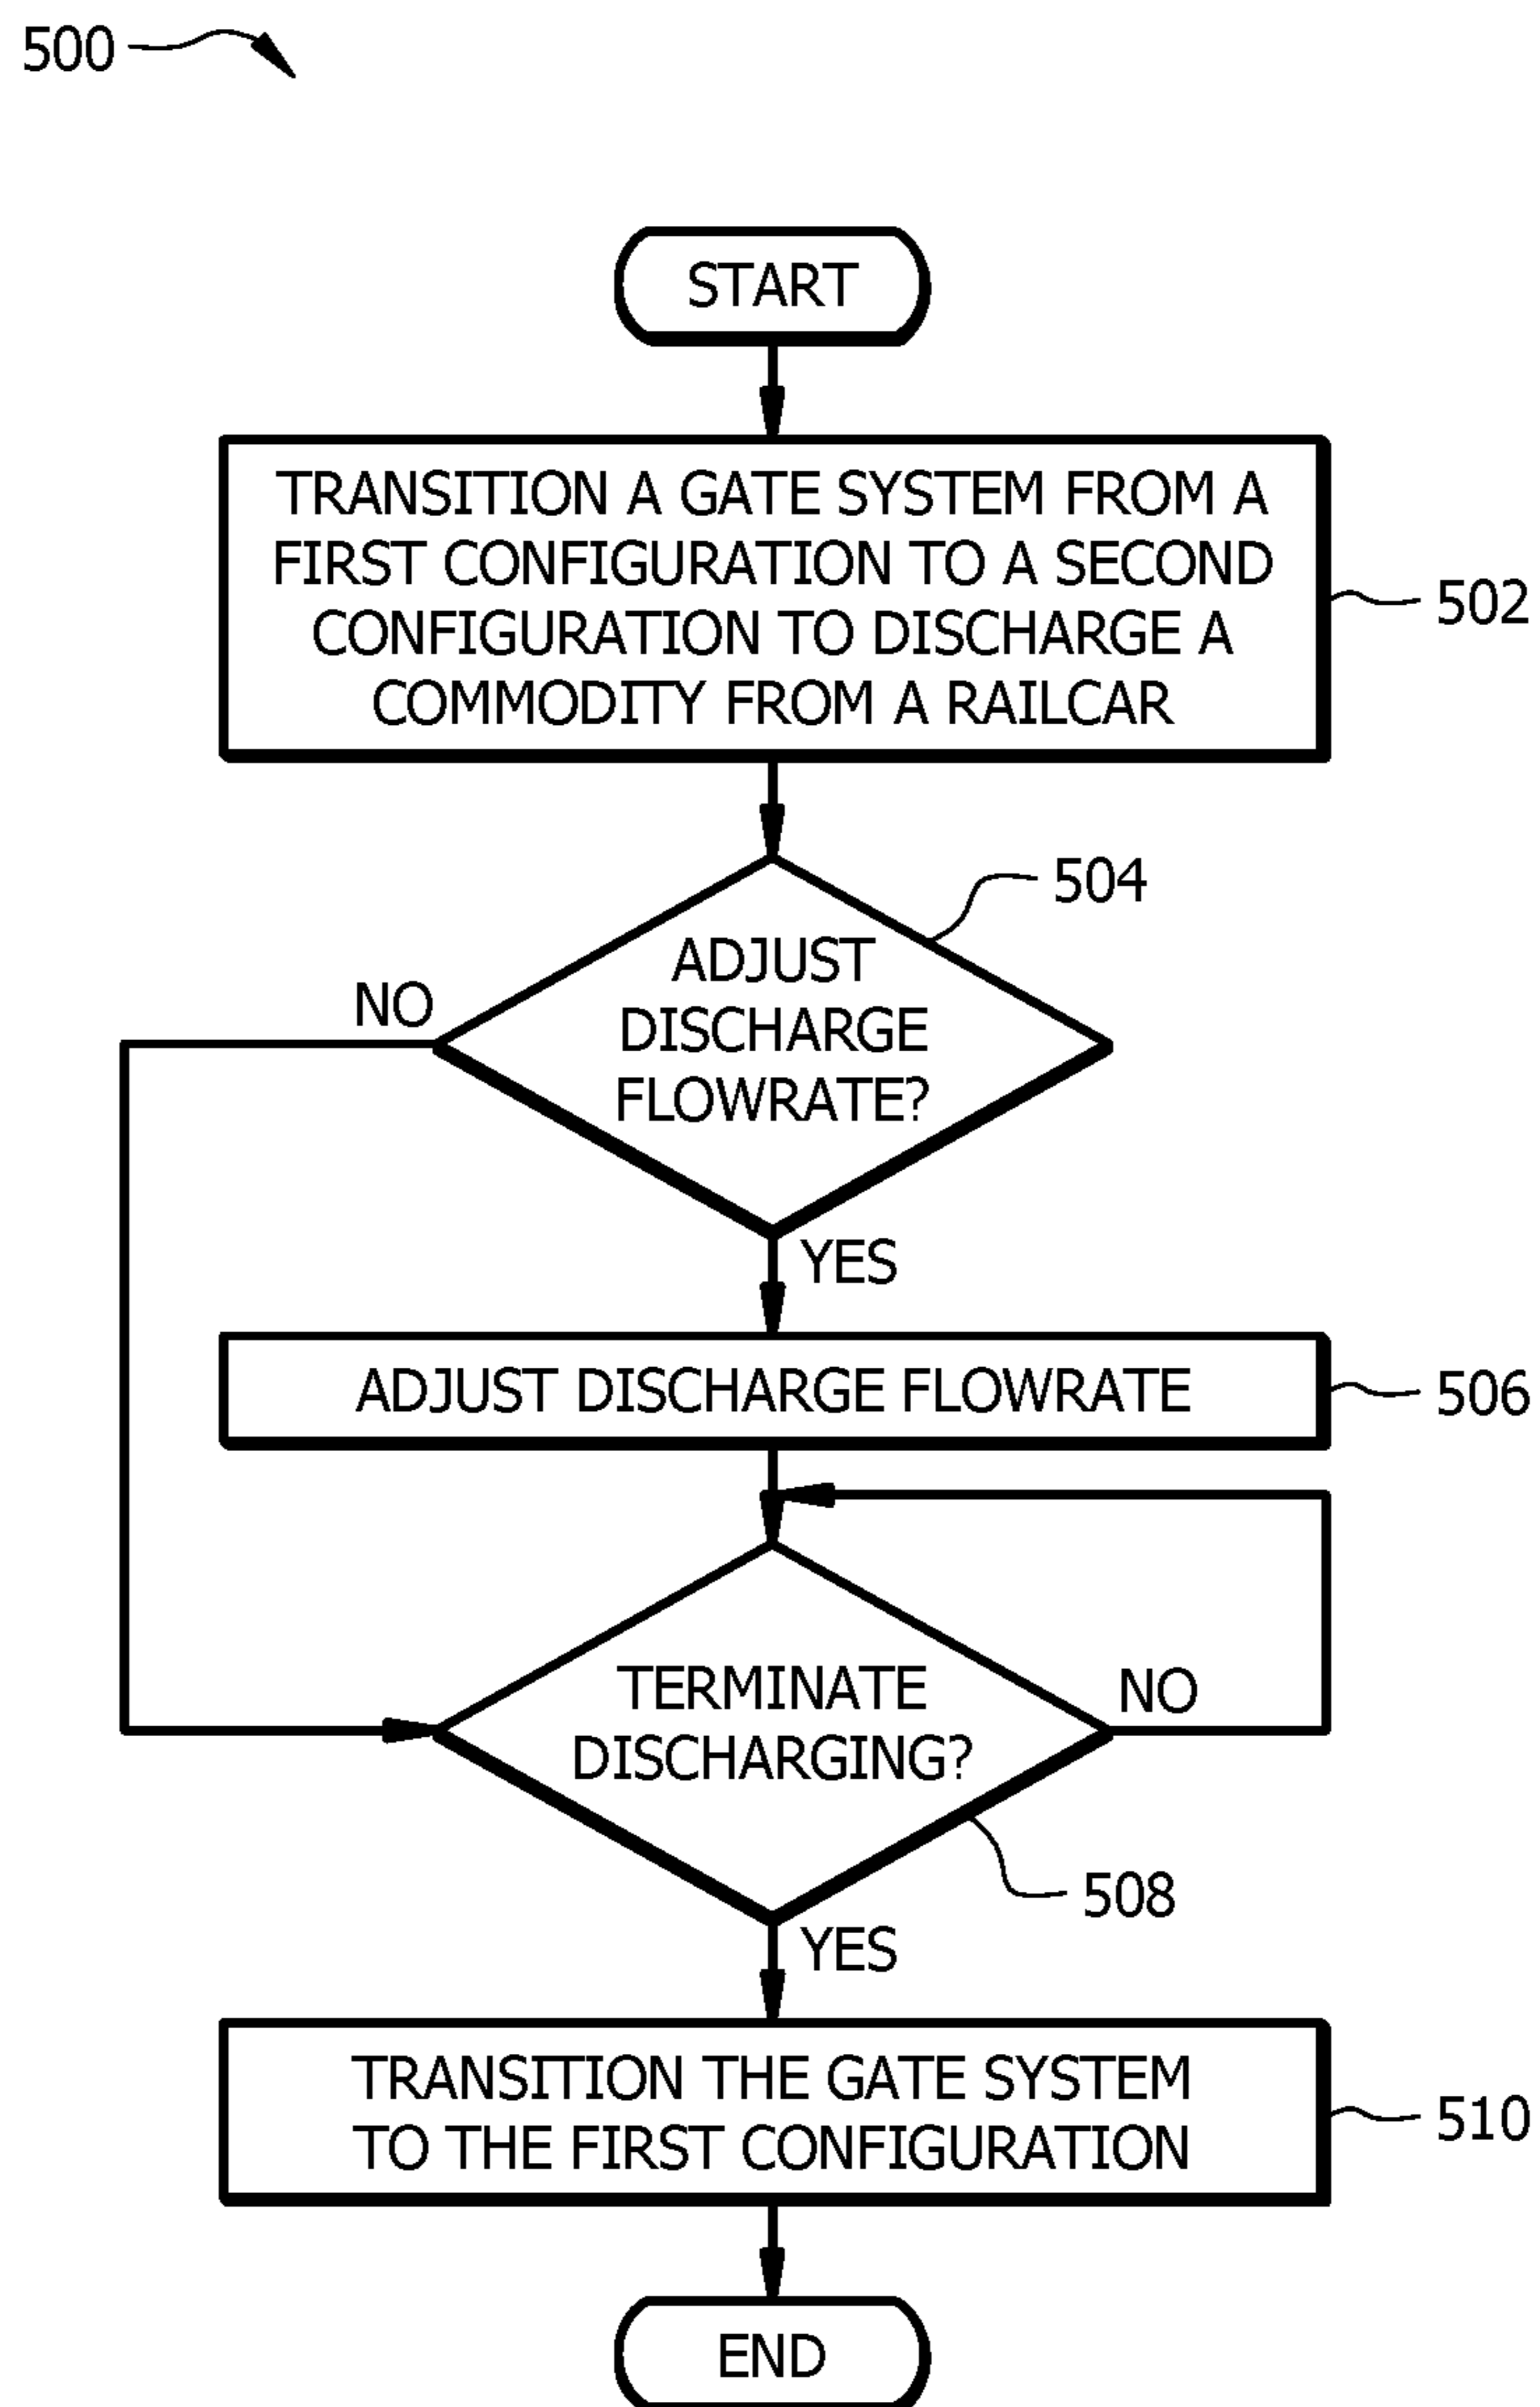 500
START
TRANSITION A GATE SYSTEM FROM A
FIRST CONFIGURATION TO A SECOND
CONFIGURATION TO DISCHARGE A
COMMODITY FROM A RAILCAR
502
504
ADJUST
DISCHARGE
FLOWRATE?
NO
YES
ADJUST DISCHARGE FLOWRATE
506
TERMINATE
DISCHARGING?
NO
508
YES
TRANSITION THE GATE SYSTEM
TO THE FIRST CONFIGURATION
510
END